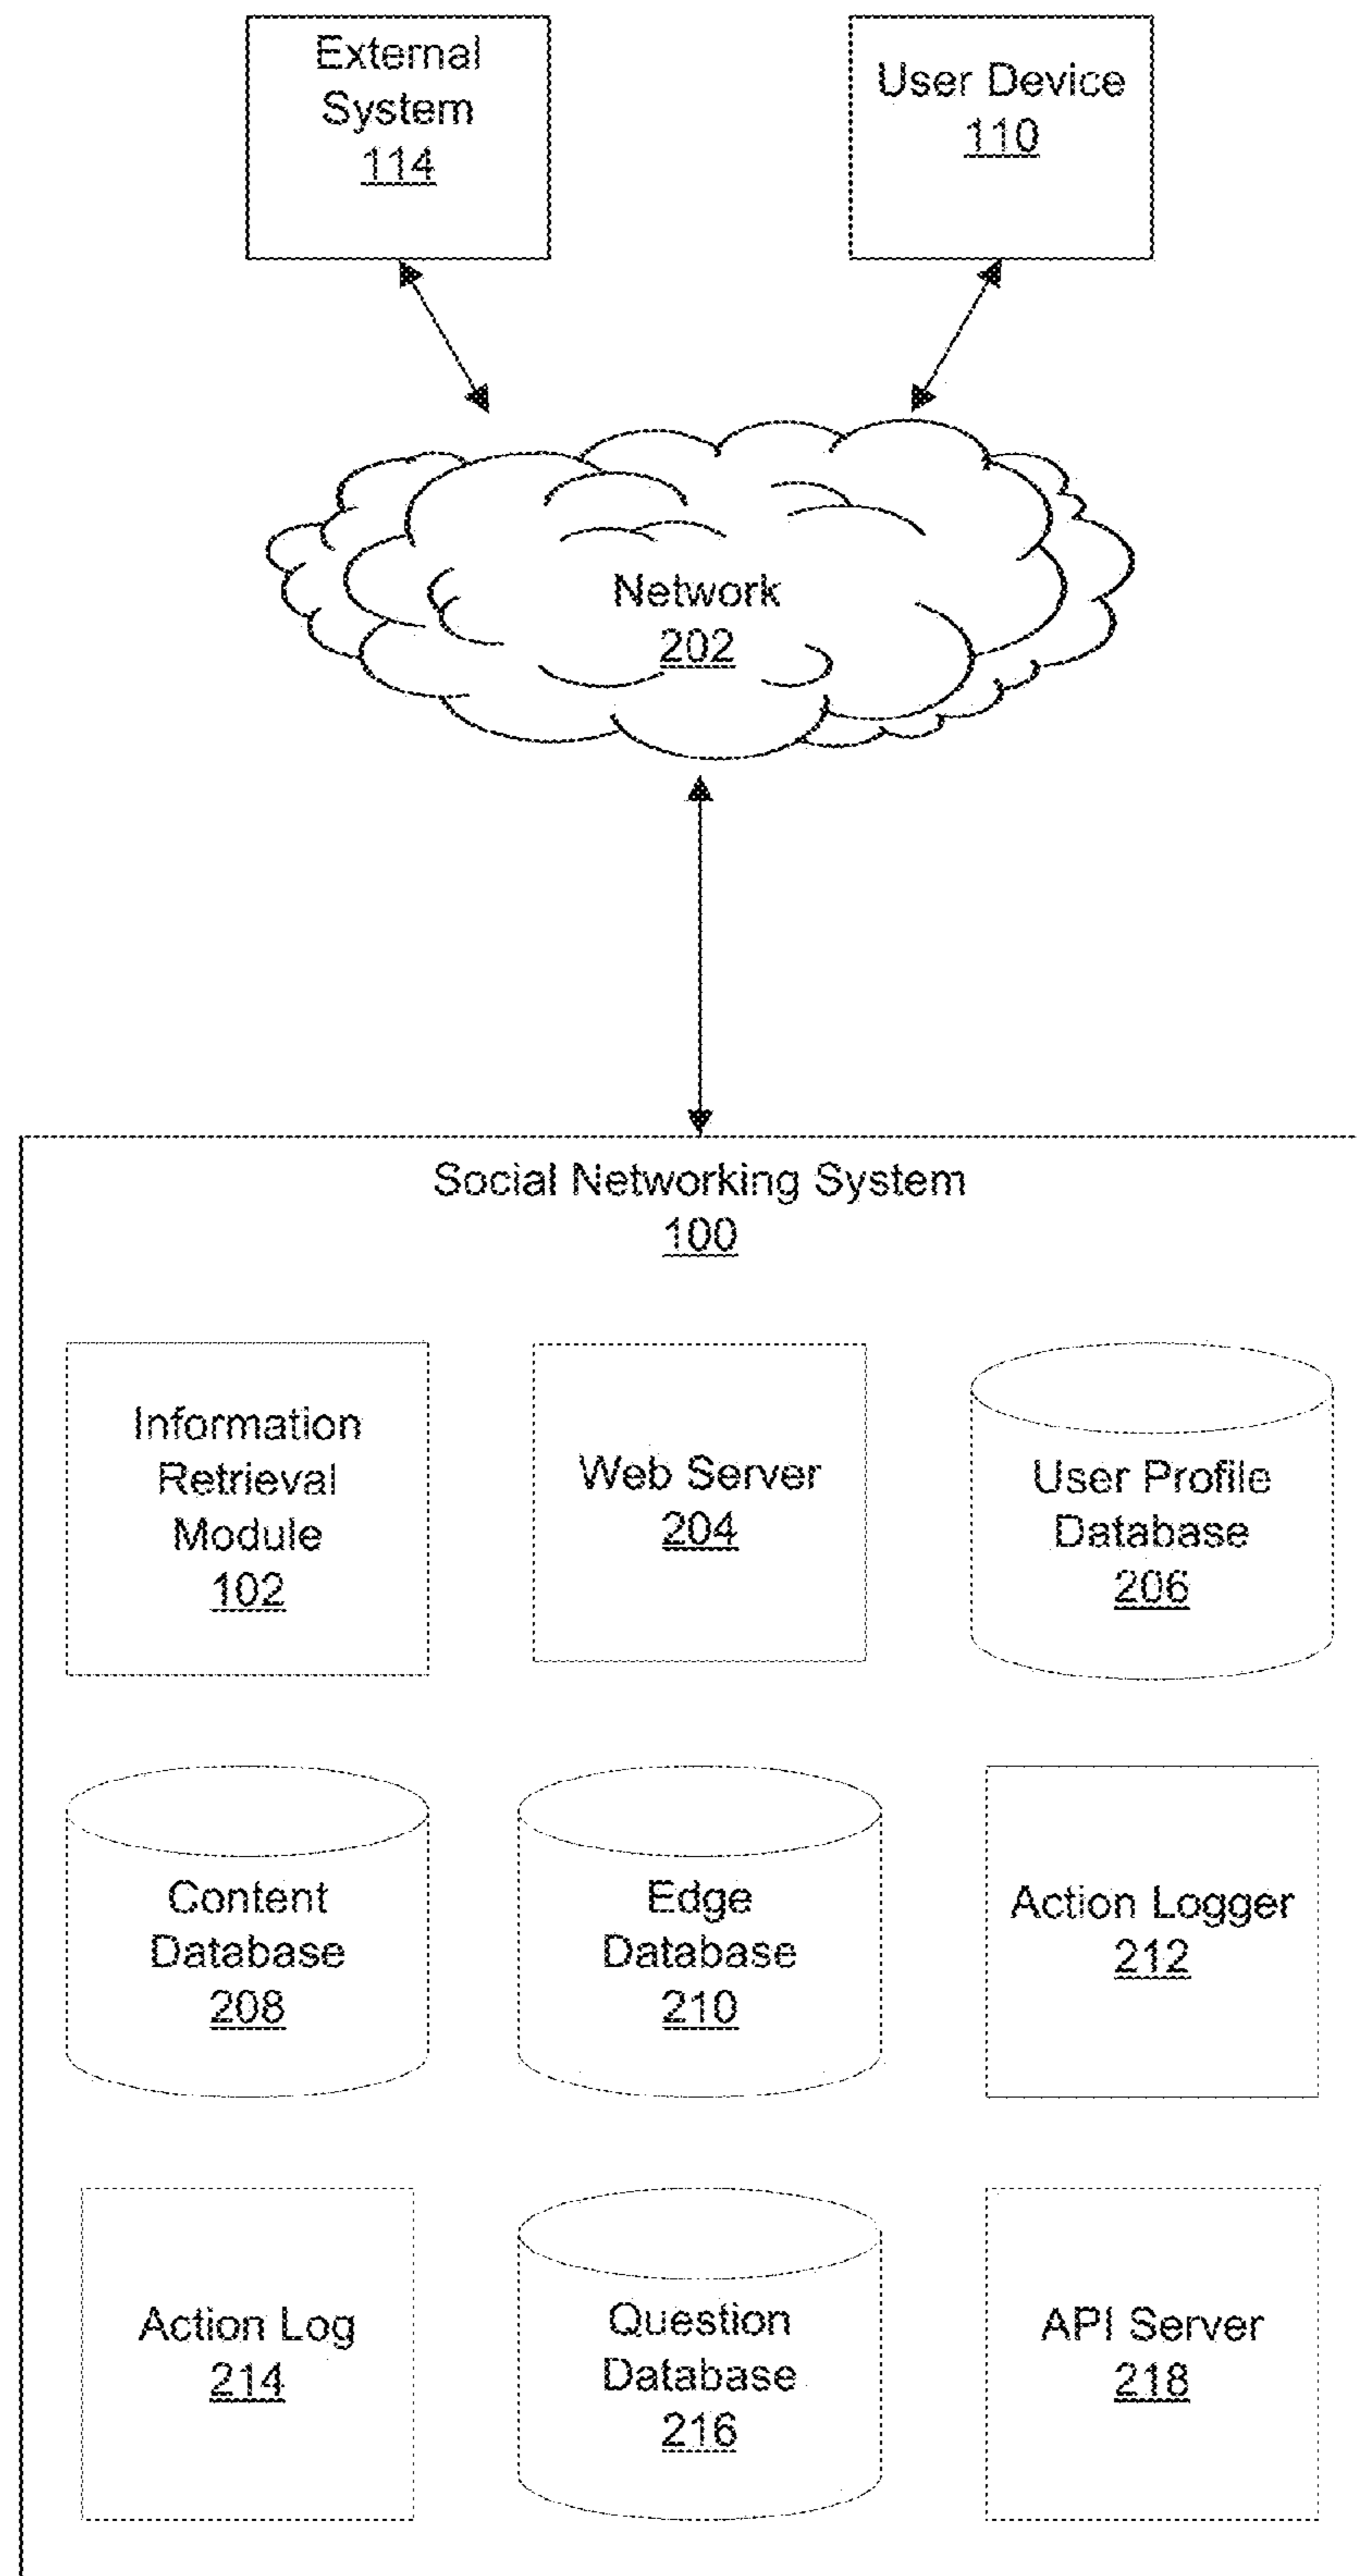 External
System
114
User Device
110
Network
202
Social Networking System
100
Information
Retrieval
Module
102
Web Server
204
User Profile
Database
206
Content
Database
208
Edge
Database
210
Action Logger
212
Action Log
214
Question
Database
216
API Server
218